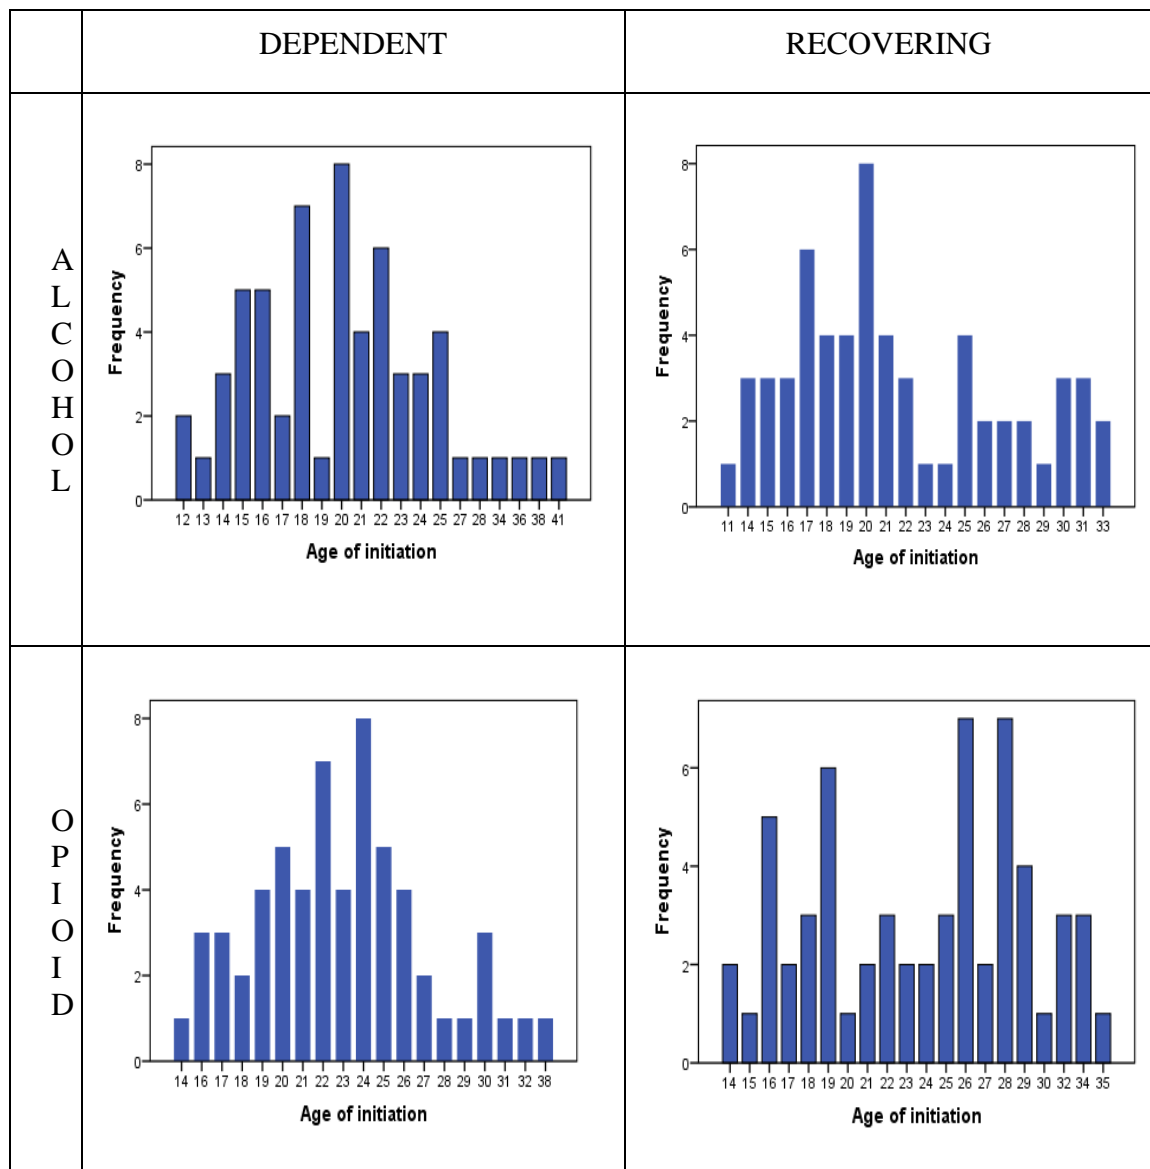 DEPENDENT
RECOVERING
A
L
C
O
H
O
L
Frequency
8
6
4
2
0
12 13 14 15 16 17 18 19 20 21 22 23 24 25 27 28 34 36 38 41
Age of initiation
Frequency
8
6
4
2
0
11 14 15 16 17 18 19 20 21 22 23 24 25 26 27 28 29 30 31 33
Age of initiation
O
P
I
O
I
D
Frequency
8
6
4
2
0
14 16 17 18 19 20 21 22 23 24 25 26 27 28 29 30 31 32 38
Age of initiation
Frequency
6
4
2
0
14 15 16 17 18 19 20 21 22 23 24 25 26 27 28 29 30 32 34 35
Age of initiation